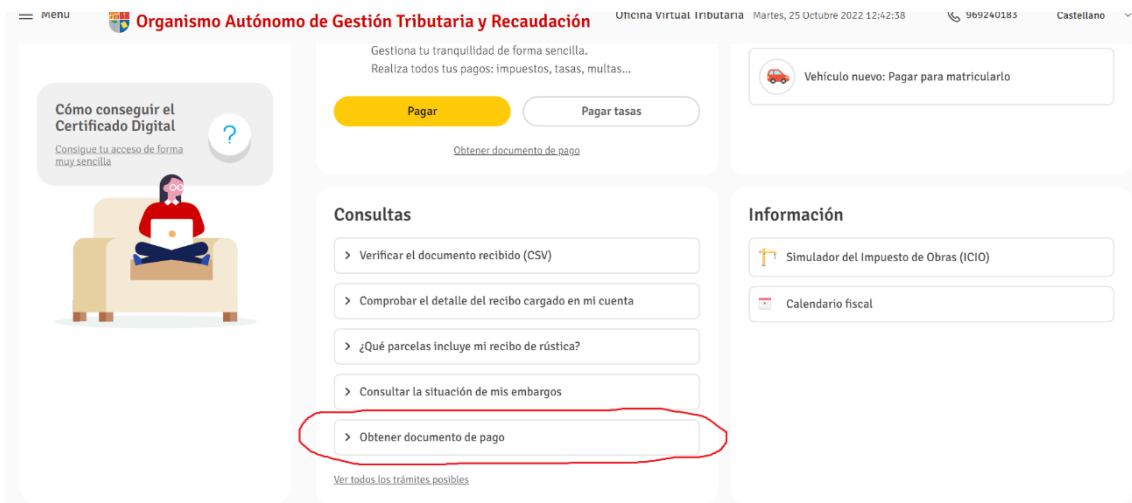 Menú
Organismo Autónomo de Gestión Tributaria y Recaudación
Oficina Virtual Tributaria Martes, 25 Octubre 2022 12:42:38
969240183
Castellano
Cómo conseguir el
Certificado Digital
?
Consigue tu acceso de forma
muy sencilla
Gestiona tu tranquilidad de forma sencilla.
Realiza todos tus pagos: impuestos, tasas, multas...
Pagar
Pagar tasas
Obtener documento de pago
Vehículo nuevo: Pagar para matricularlo
Consultas
Verificar el documento recibido (CSV)
Comprobar el detalle del recibo cargado en mi cuenta
¿Qué parcelas incluye mi recibo de rústica?
Consultar la situación de mis embargos
Obtener documento de pago
Ver todos los trámites posibles
Información
Simulador del Impuesto de Obras (ICIO)
Calendario fiscal